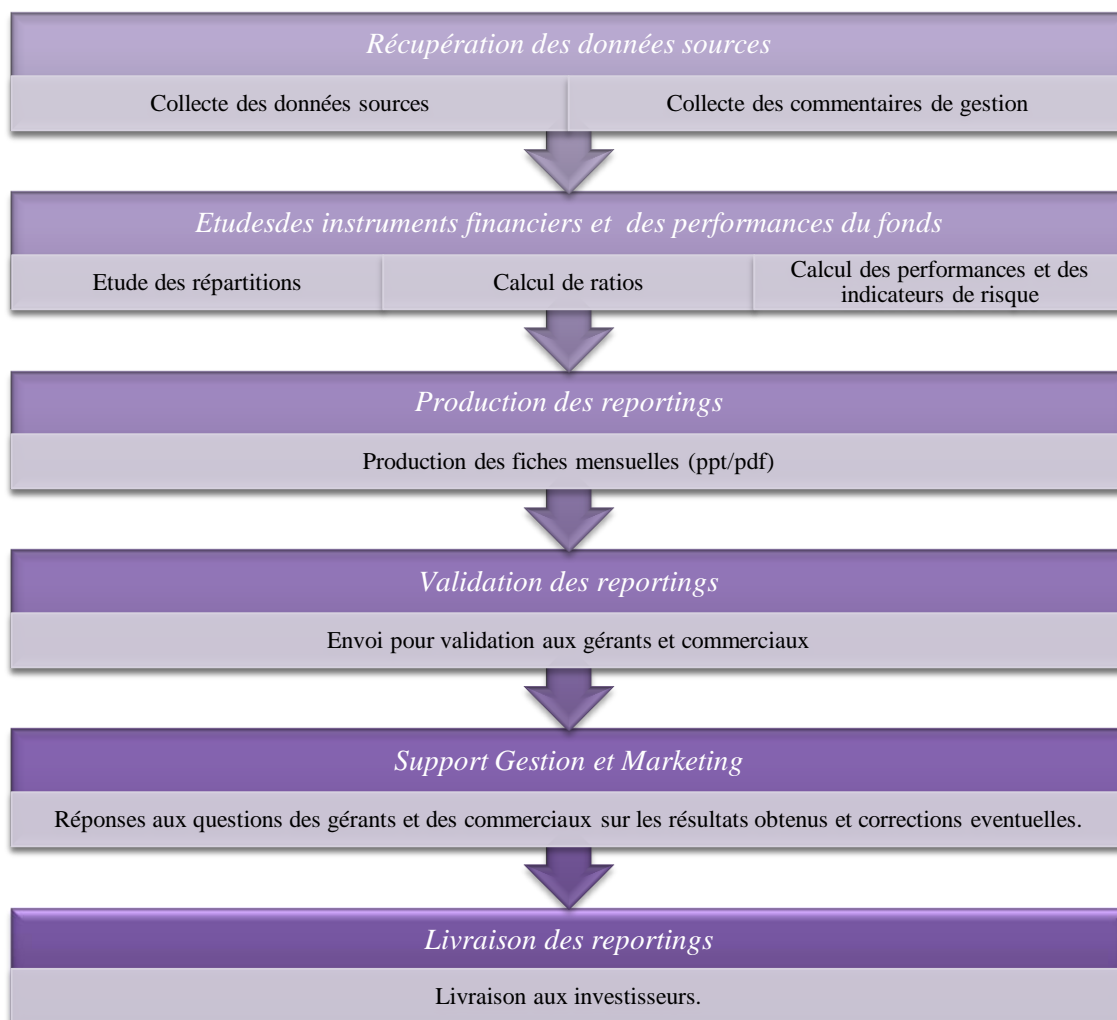 Récupération des données sources
Collecte des données sources
Collecte des commentaires de gestion
Etudesdes instruments financiers et des performances du fonds
Etude des répartitions
Calcul de ratios
Calcul des performances et des
indicateurs de risque
Production des reportings
Production des fiches mensuelles (ppt/pdf)
Validation des reportings
Envoi pour validation aux gérants et commerciaux
Support Gestion et Marketing
Réponses aux questions des gérants et des commerciaux sur les résultats obtenus et corrections eventuelles.
Livraison des reportings
Livraison aux investisseurs.